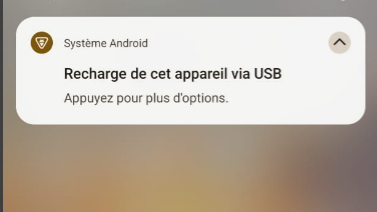 Système Android
Recharge de cet appareil via USB
Appuyez pour plus d'options.